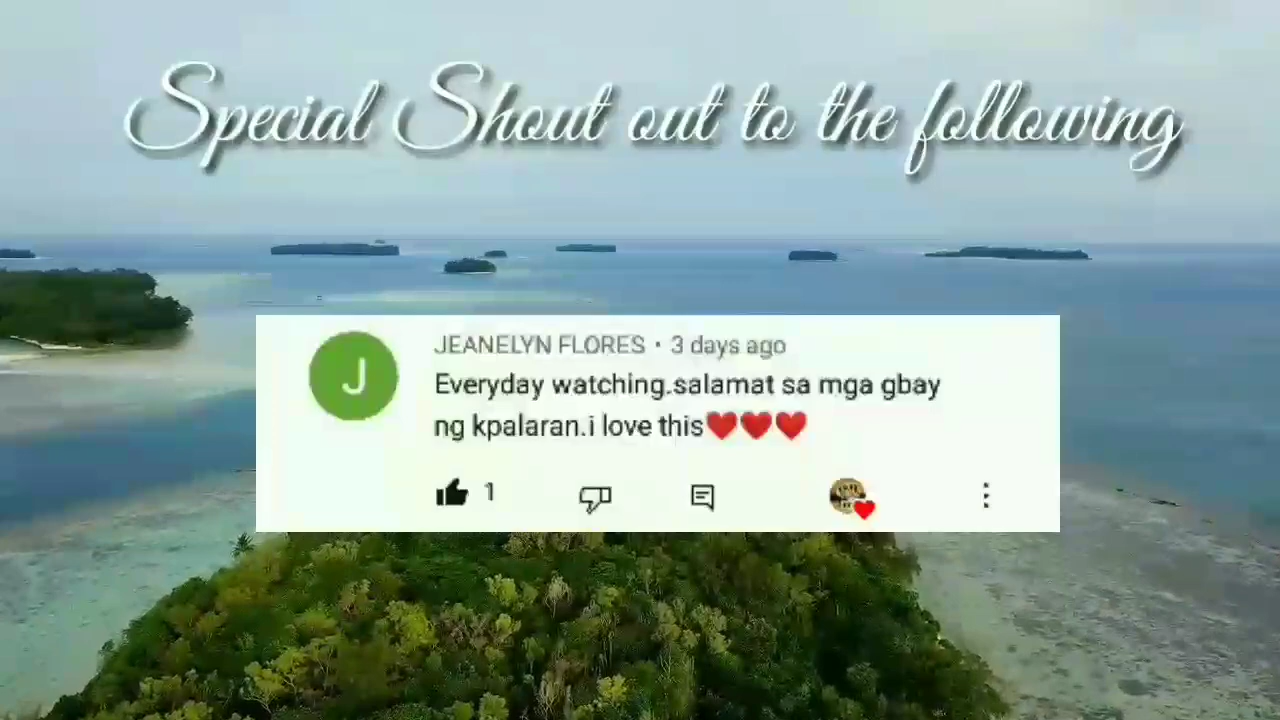 Special Shout out to the following
J
JEANELYN FLORES • 3 days ago
Everyday watching.salamat sa mga gbay
ng kpalaran.i love this❤️❤️❤️
1